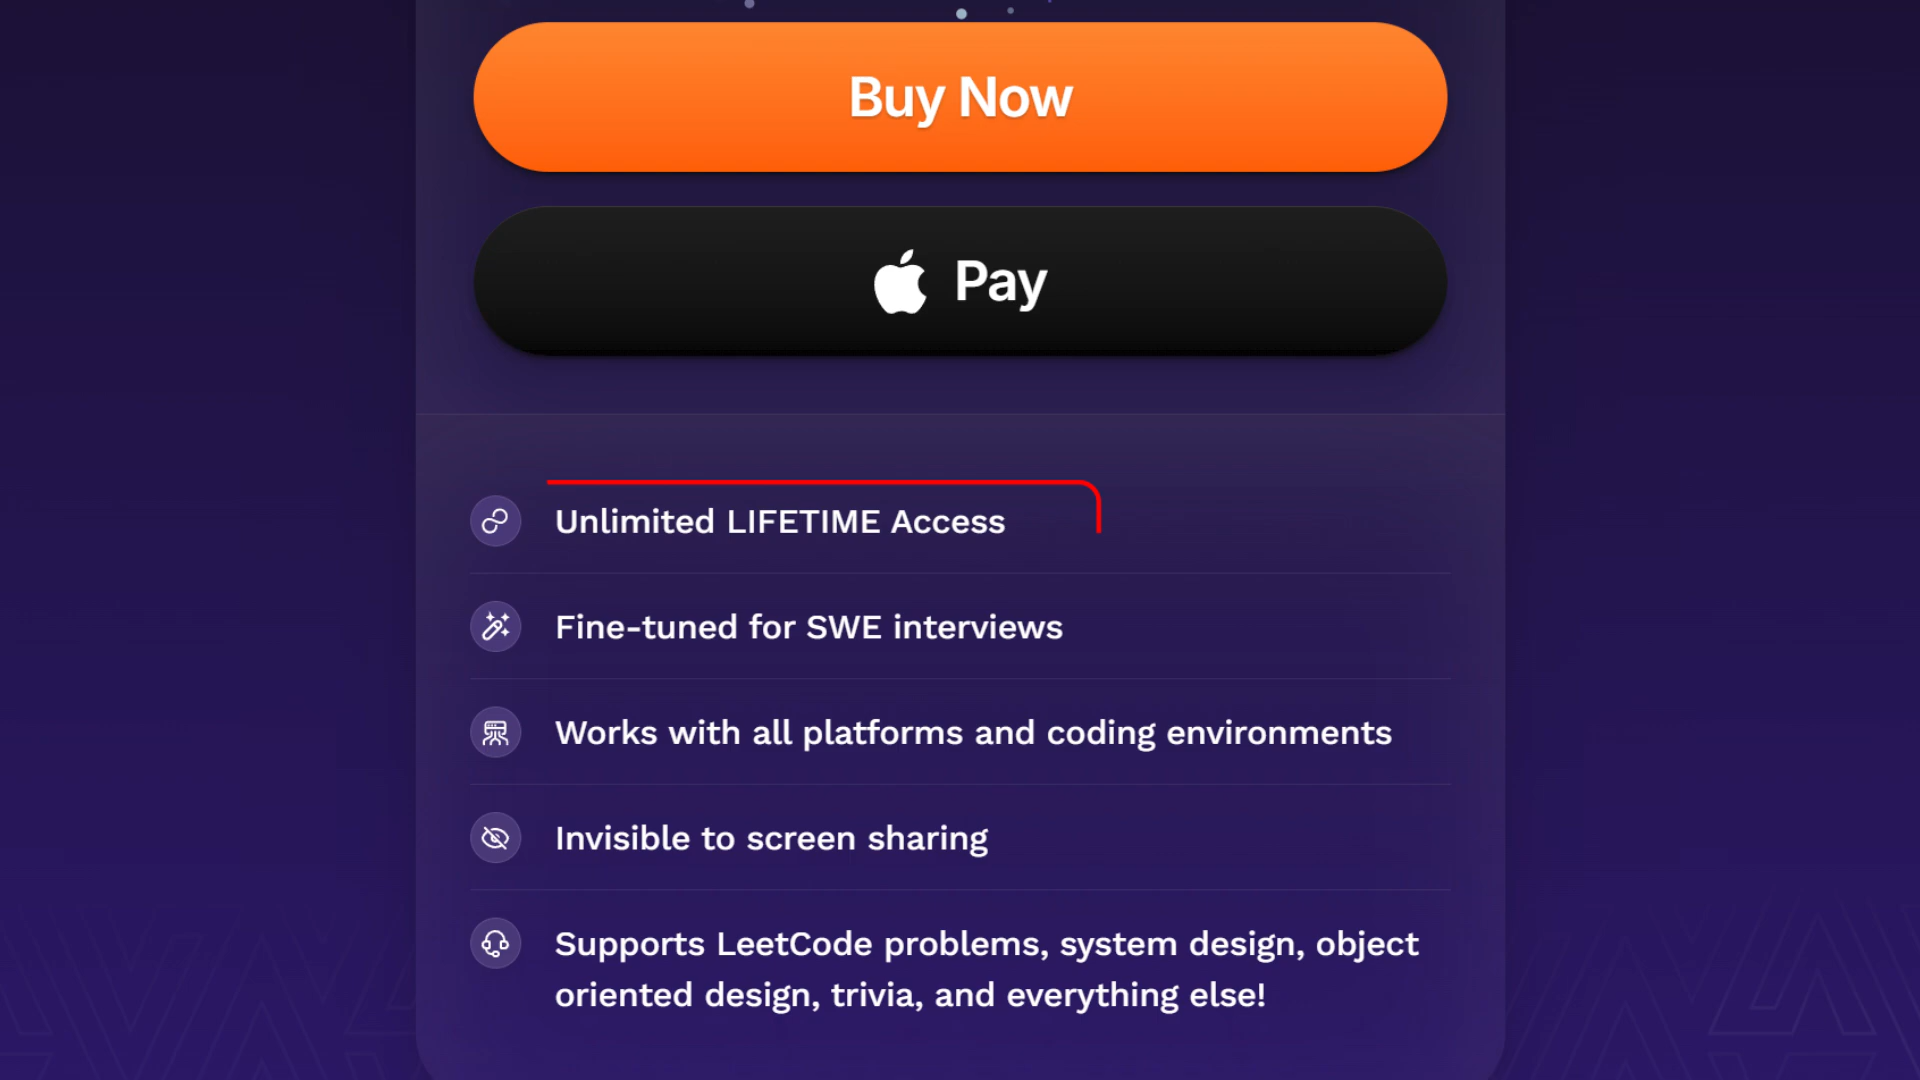 Buy Now
Pay
Unlimited LIFETIME Access
Fine-tuned for SWE interviews
Works with all platforms and coding environments
Invisible to screen sharing
Supports LeetCode problems, system design, object
oriented design, trivia, and everything else!